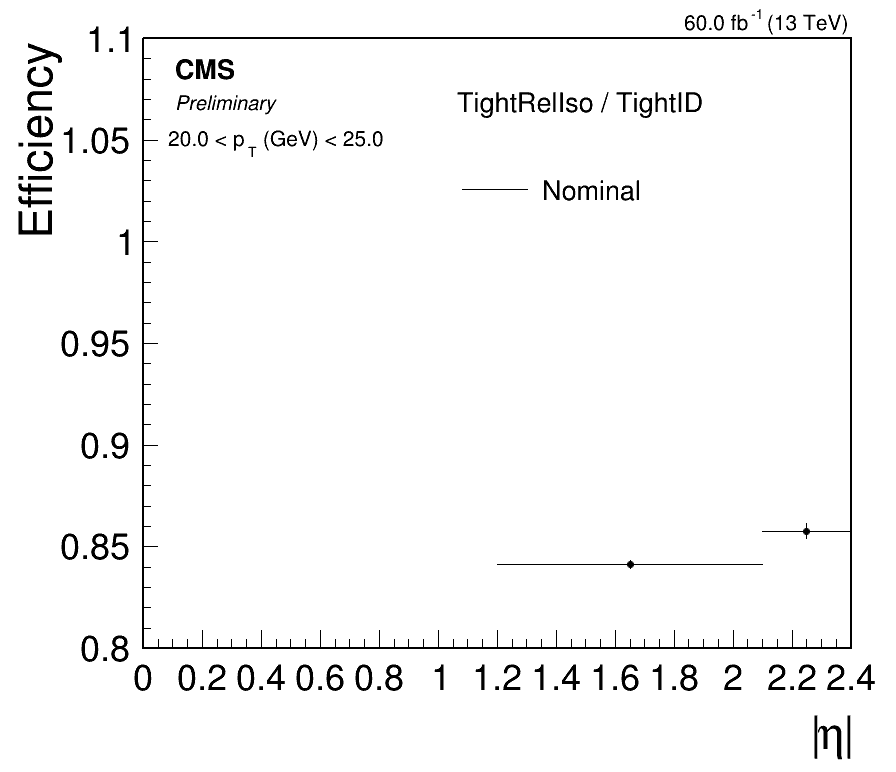 60.0 fb-1 (13 TeV)
CMS
Preliminary
20.0 < pT (GeV) < 25.0
TightRelIso / TightID
Nominal
Efficiency
1.1
1.05
1
0.95
0.9
0.85
0.8
0 0.2 0.4 0.6 0.8 1 1.2 1.4 1.6 1.8 2 2.2 2.4
|η|